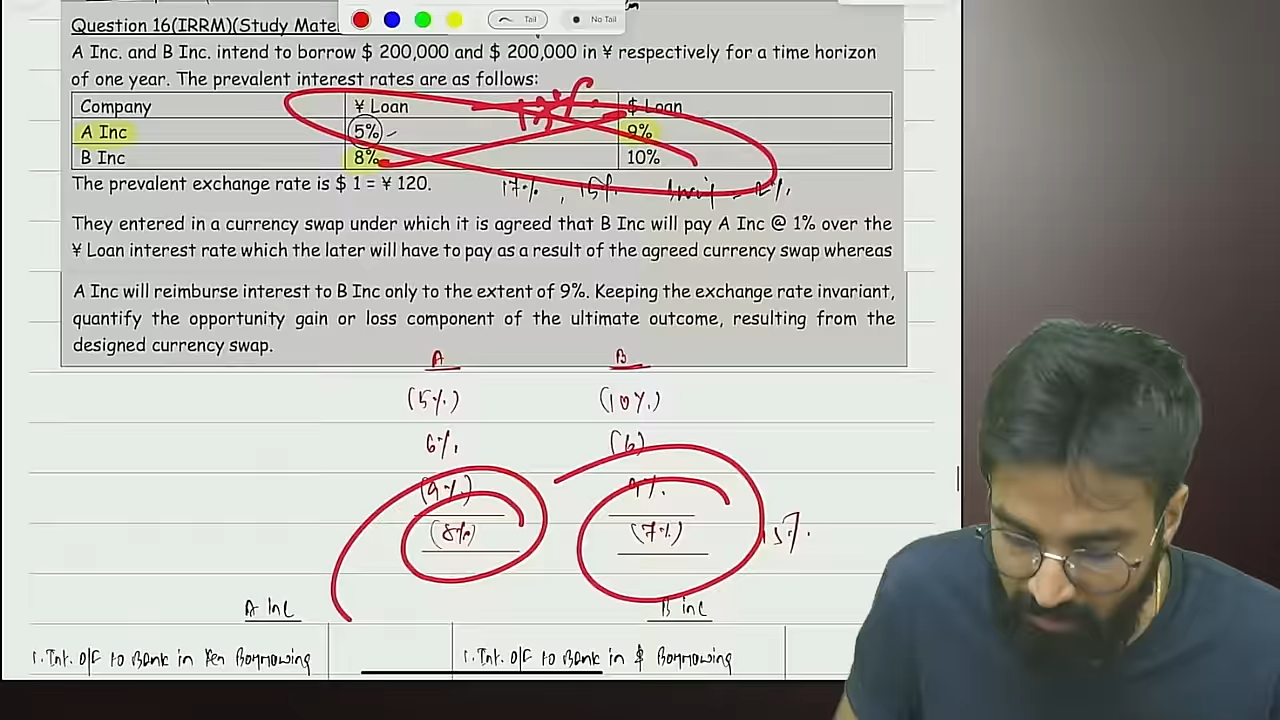 Question 16(IRRM)(Study Mate
Tail
No Tail
A Inc. and B Inc. intend to borrow $ 200,000 and $ 200,000 in ¥ respectively for a time horizon
of one year. The prevalent interest rates are as follows:
Company ¥ Loan $ Loan
A Inc 5% 9%
B Inc 8% 10%
The prevalent exchange rate is $ 1 = ¥ 120.
17%, 15%
They entered in a currency swap under which it is agreed that B Inc will pay A Inc @ 1% over the
¥ Loan interest rate which the later will have to pay as a result of the agreed currency swap whereas
A Inc will reimburse interest to B Inc only to the extent of 9%. Keeping the exchange rate invariant,
quantify the opportunity gain or loss component of the ultimate outcome, resulting from the
designed currency swap.
A B
(5%) (10%)
6% (6)
(9%) 9%
(8%) (7%) 15%
A Inc B inc
1. Int. O/F to Bank in Yen Borrowing 1. Int. O/F to Bank in $ Borrowing